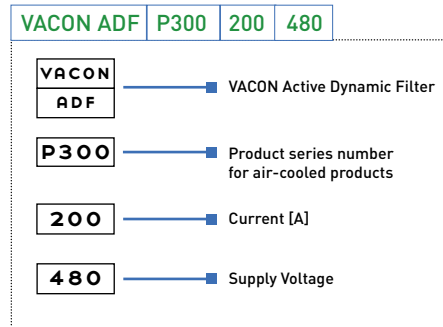 VACON ADF P300 200 480
VACON
ADF
VACON Active Dynamic Filter
P300
Product series number
for air-cooled products
200
Current [A]
480
Supply Voltage